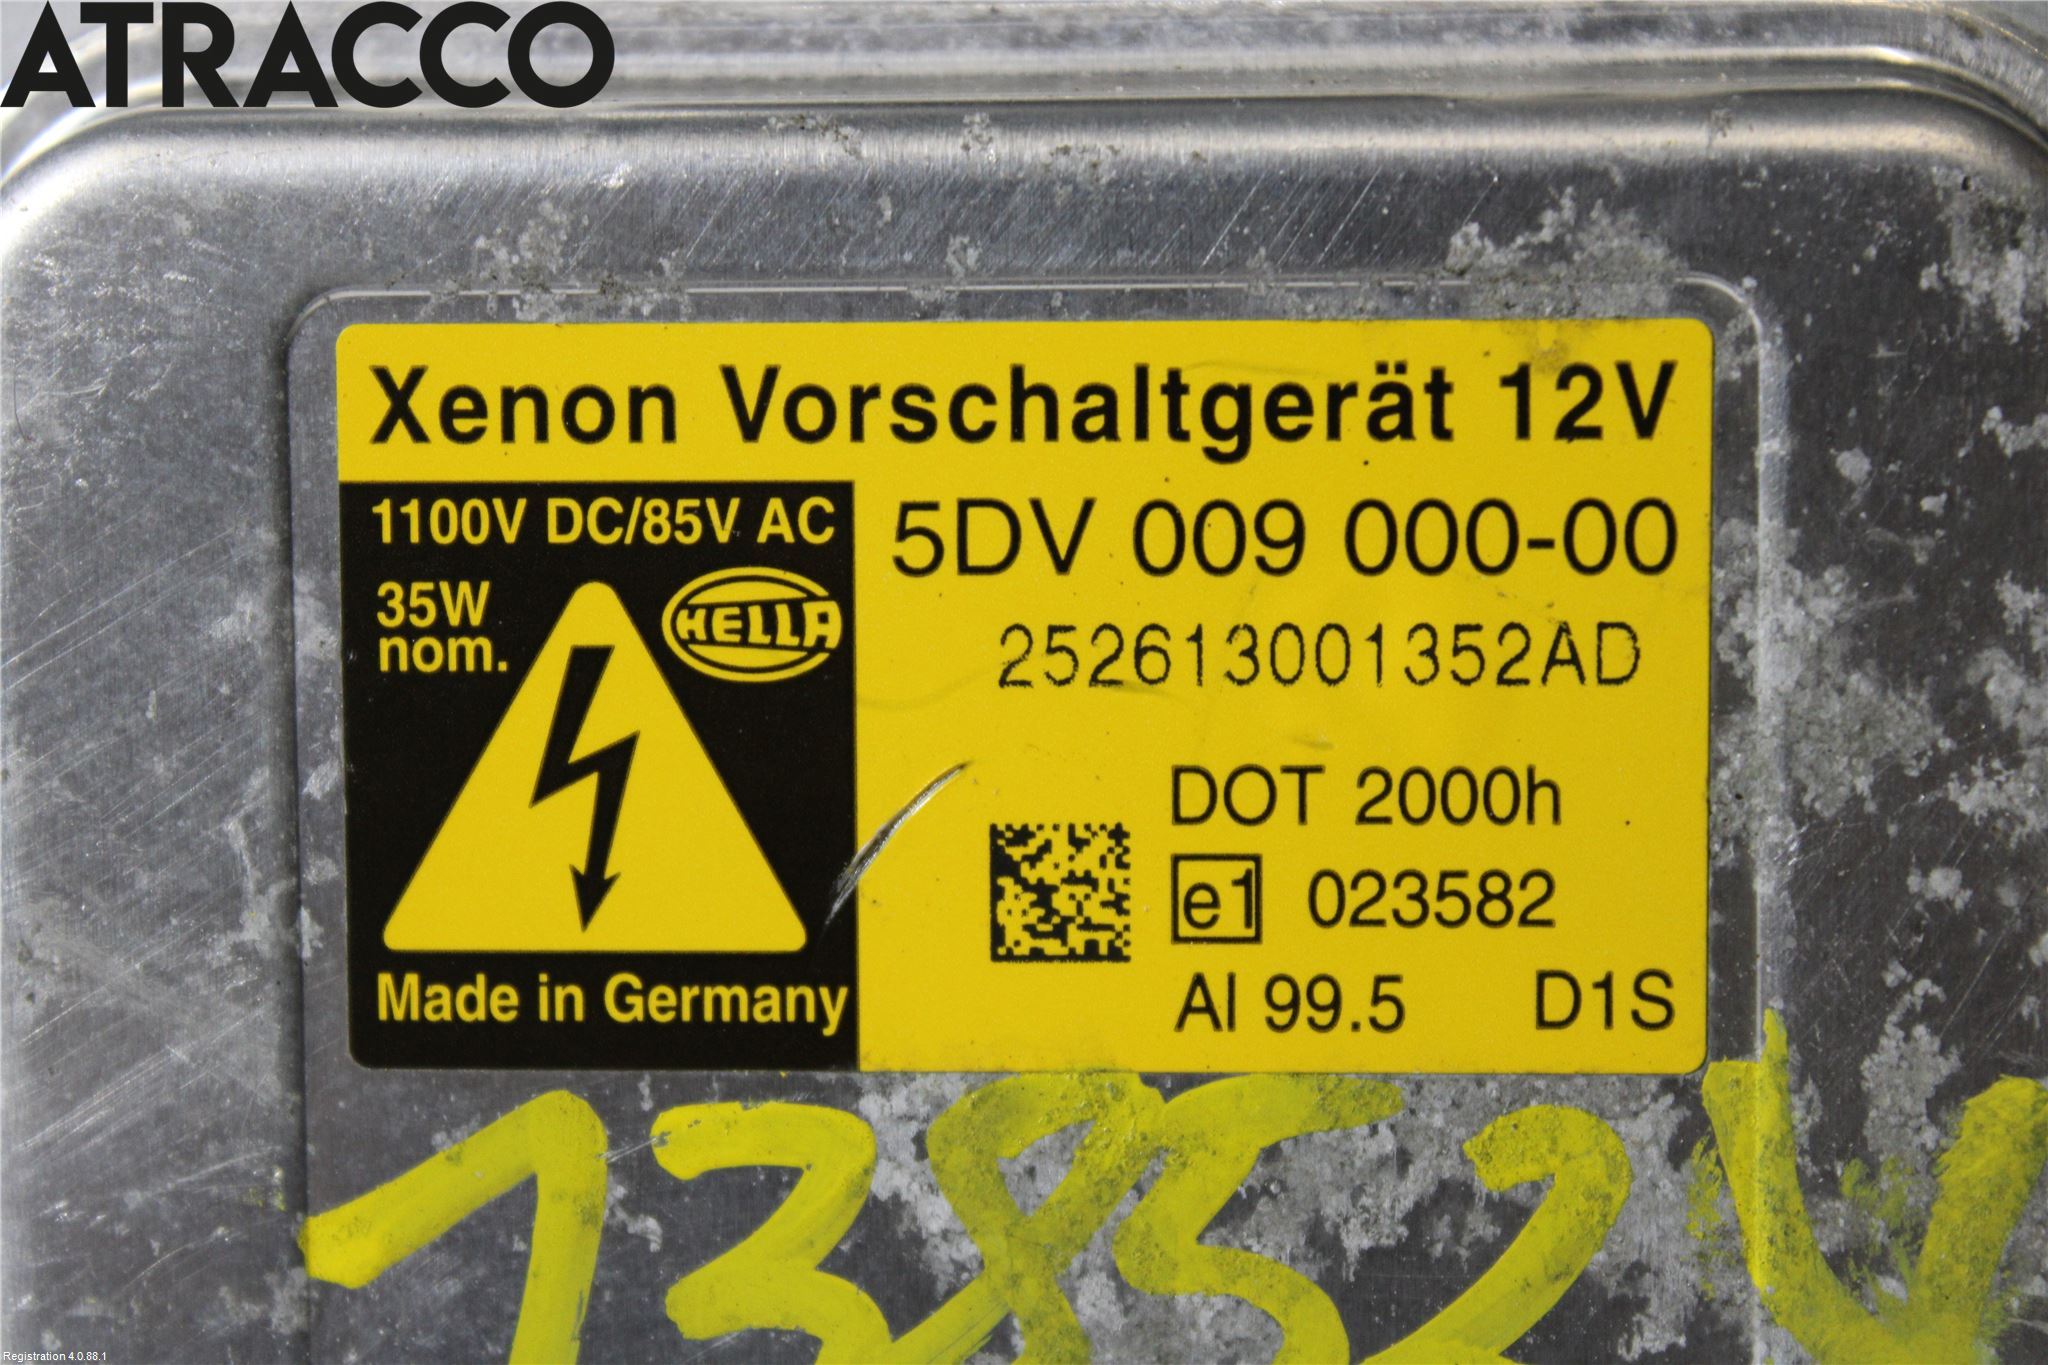 ATRACCO
Xenon Vorschaltgerät 12V
1100V DC/85V AC
35W
nom.
HELLA
Made in Germany
5DV 009 000-00
252613001352AD
DOT 2000h
e1 023582
Al 99.5 D1S
13852V
Registration 4.0.88.1